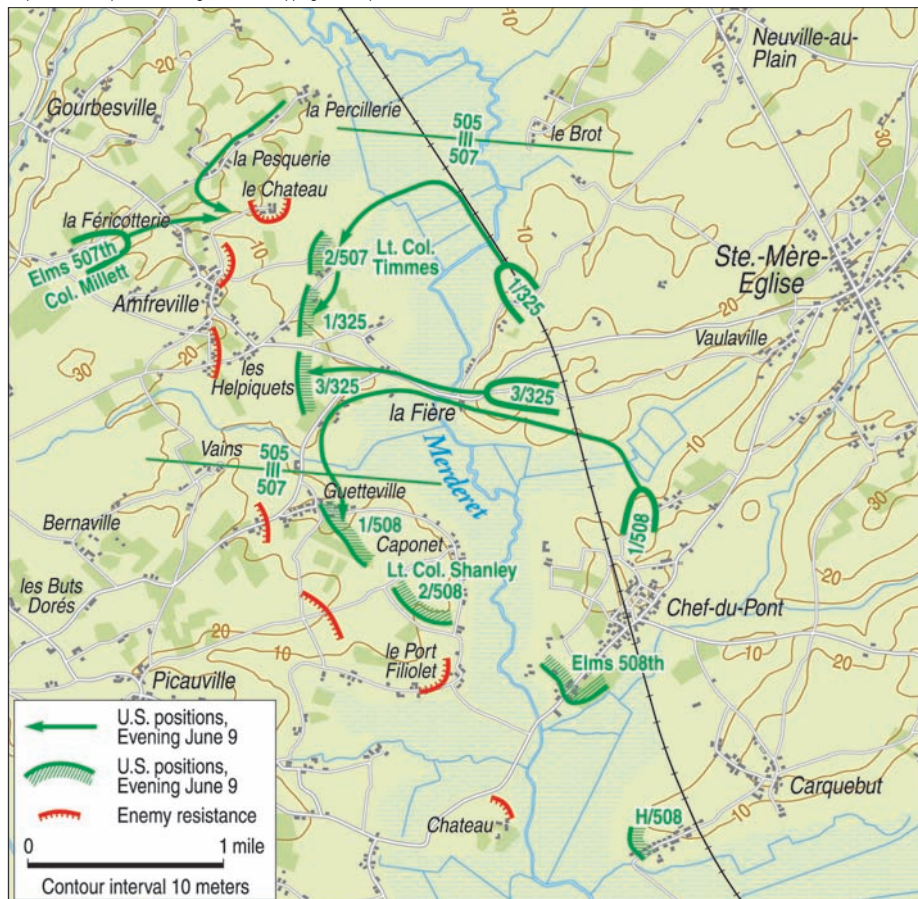 Neuville-au-
Plain
Gourbesville
la Percillerie
505
III
507
le Brot
la Pesquerie
le Chateau
la Féricotterie
Elms 507th
Col. Millett
2/507
Lt. Col.
Timmes
Ste.-Mère-
Eglise
Amfreville
1/325
1/325
Vaulaville
les
Helpiquets
3/325
3/325
la Fière
Merderet
Vains
505
III
507
Guetteville
Bernaville
1/508
1/508
Caponet
les Buts
Dorés
Lt. Col. Shanley
2/508
Chef-du-Pont
le Port
Filiolet
Elms 508th
Picauville
Carquebut
Chateau
H/508
10
20
30
10
20
10
20
20
10
10
30
20
10
20
10
20
U.S. positions,
Evening June 9
U.S. positions,
Evening June 9
Enemy resistance
0 1 mile
Contour interval 10 meters